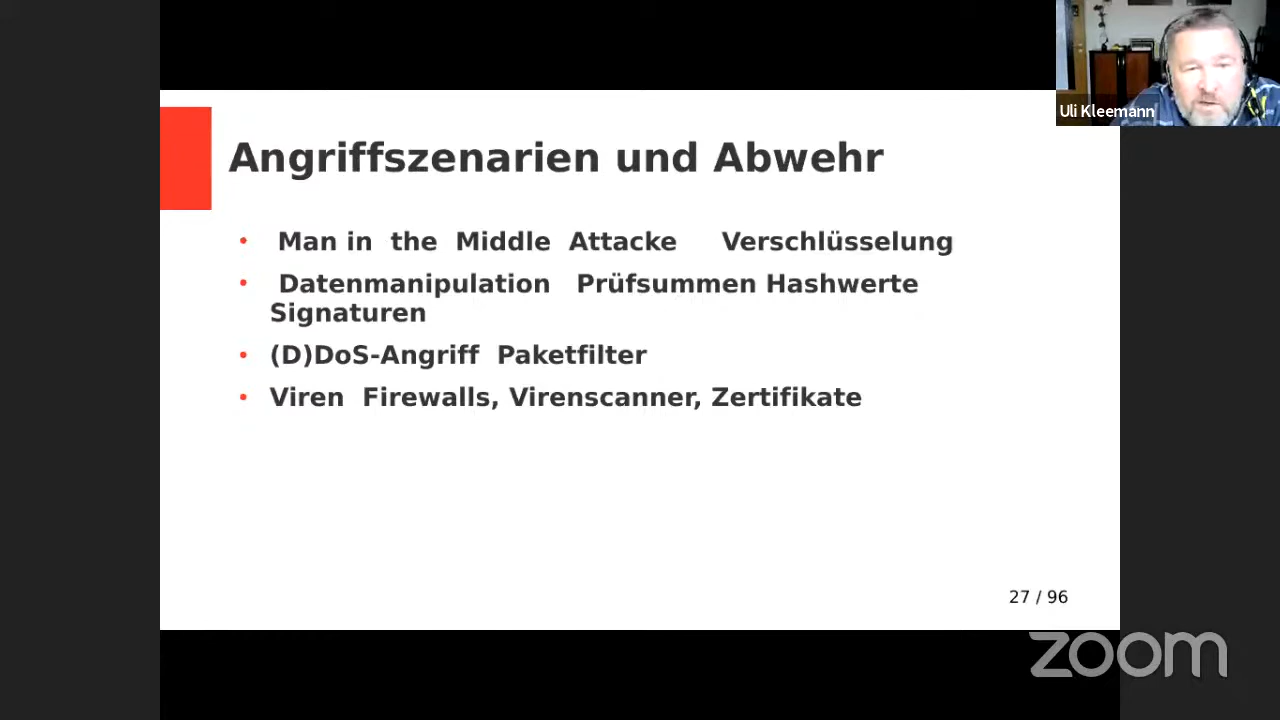 Uli Kleemann
Angriffszenarien und Abwehr
• Man in the Middle Attacke Verschlüsselung
• Datenmanipulation Prüfsummen Hashwerte
Signaturen
• (D)DoS-Angriff Paketfilter
• Viren Firewalls, Virenscanner, Zertifikate
27 / 96
zoom